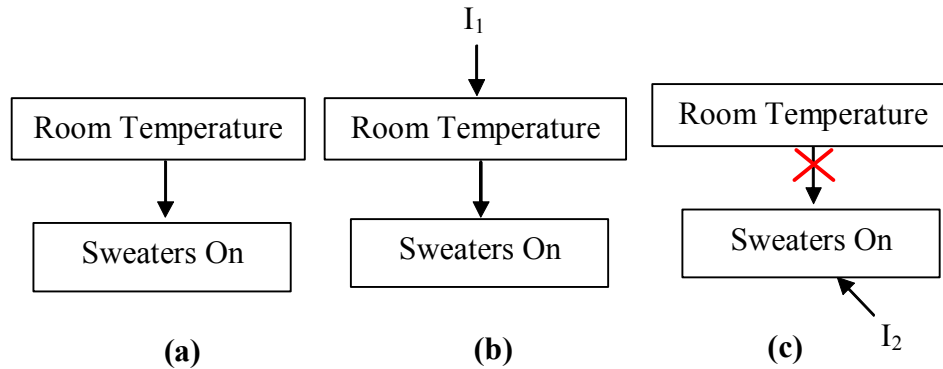 I₁
Room Temperature
Sweaters On
(a)
Room Temperature
Sweaters On
(b)
Room Temperature
Sweaters On
I₂
(c)